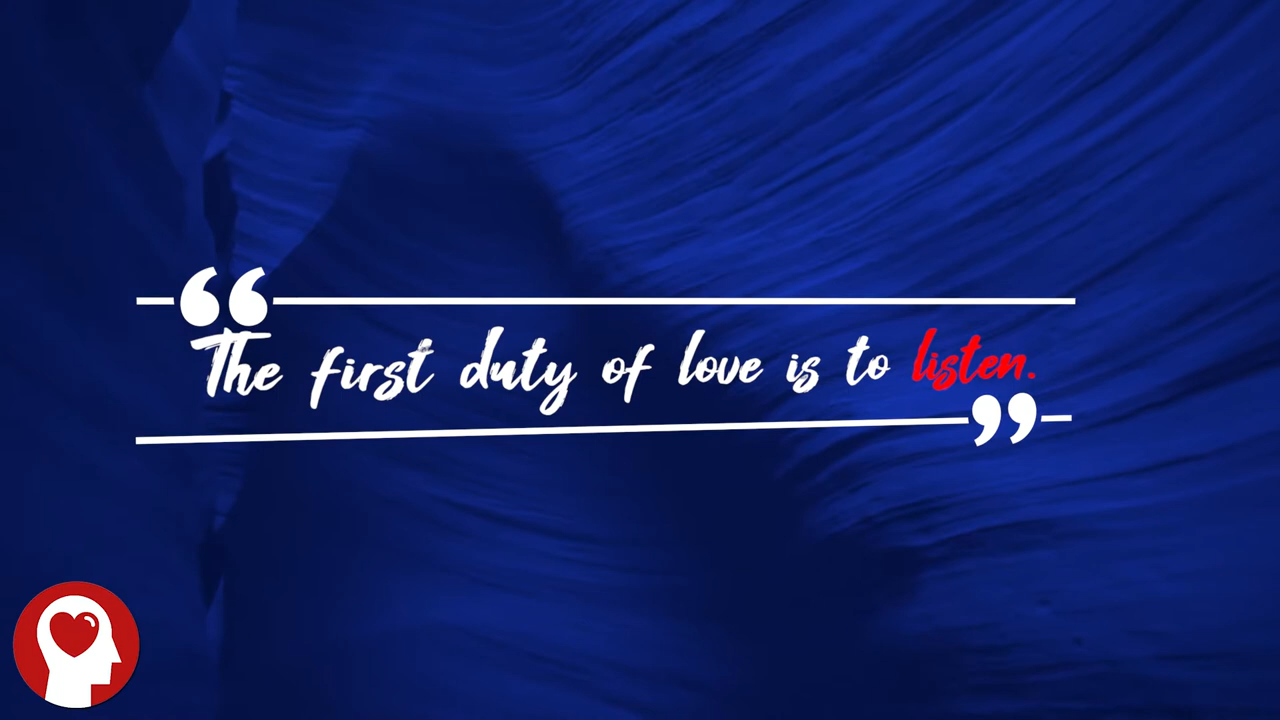 “The first duty of love is to listen.”